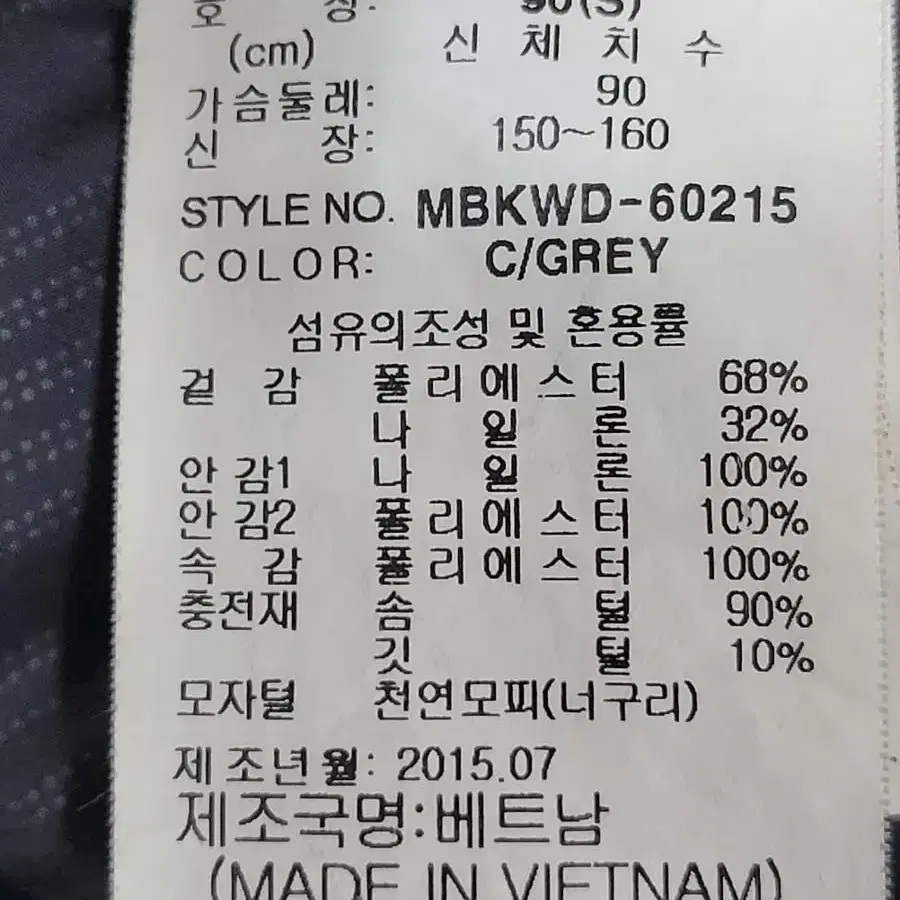 호 칭: 90(S)
(cm) 신 체 치 수
가슴둘레: 90
신 장: 150~160
STYLE NO. MBKWD-60215
COLOR: C/GREY
섬유의조성 및 혼용률
겉 감 폴 리 에 스 터 68%
나 일 론 32%
안 감1 나 일 론 100%
안 감2 폴 리 에 스 터 100%
속 감 폴 리 에 스 터 100%
충전재 솜 털 90%
깃 털 10%
모자털 천연모피(너구리)
제 조년 월: 2015.07
제조국명:베트남
(MADE IN VIETNAM)